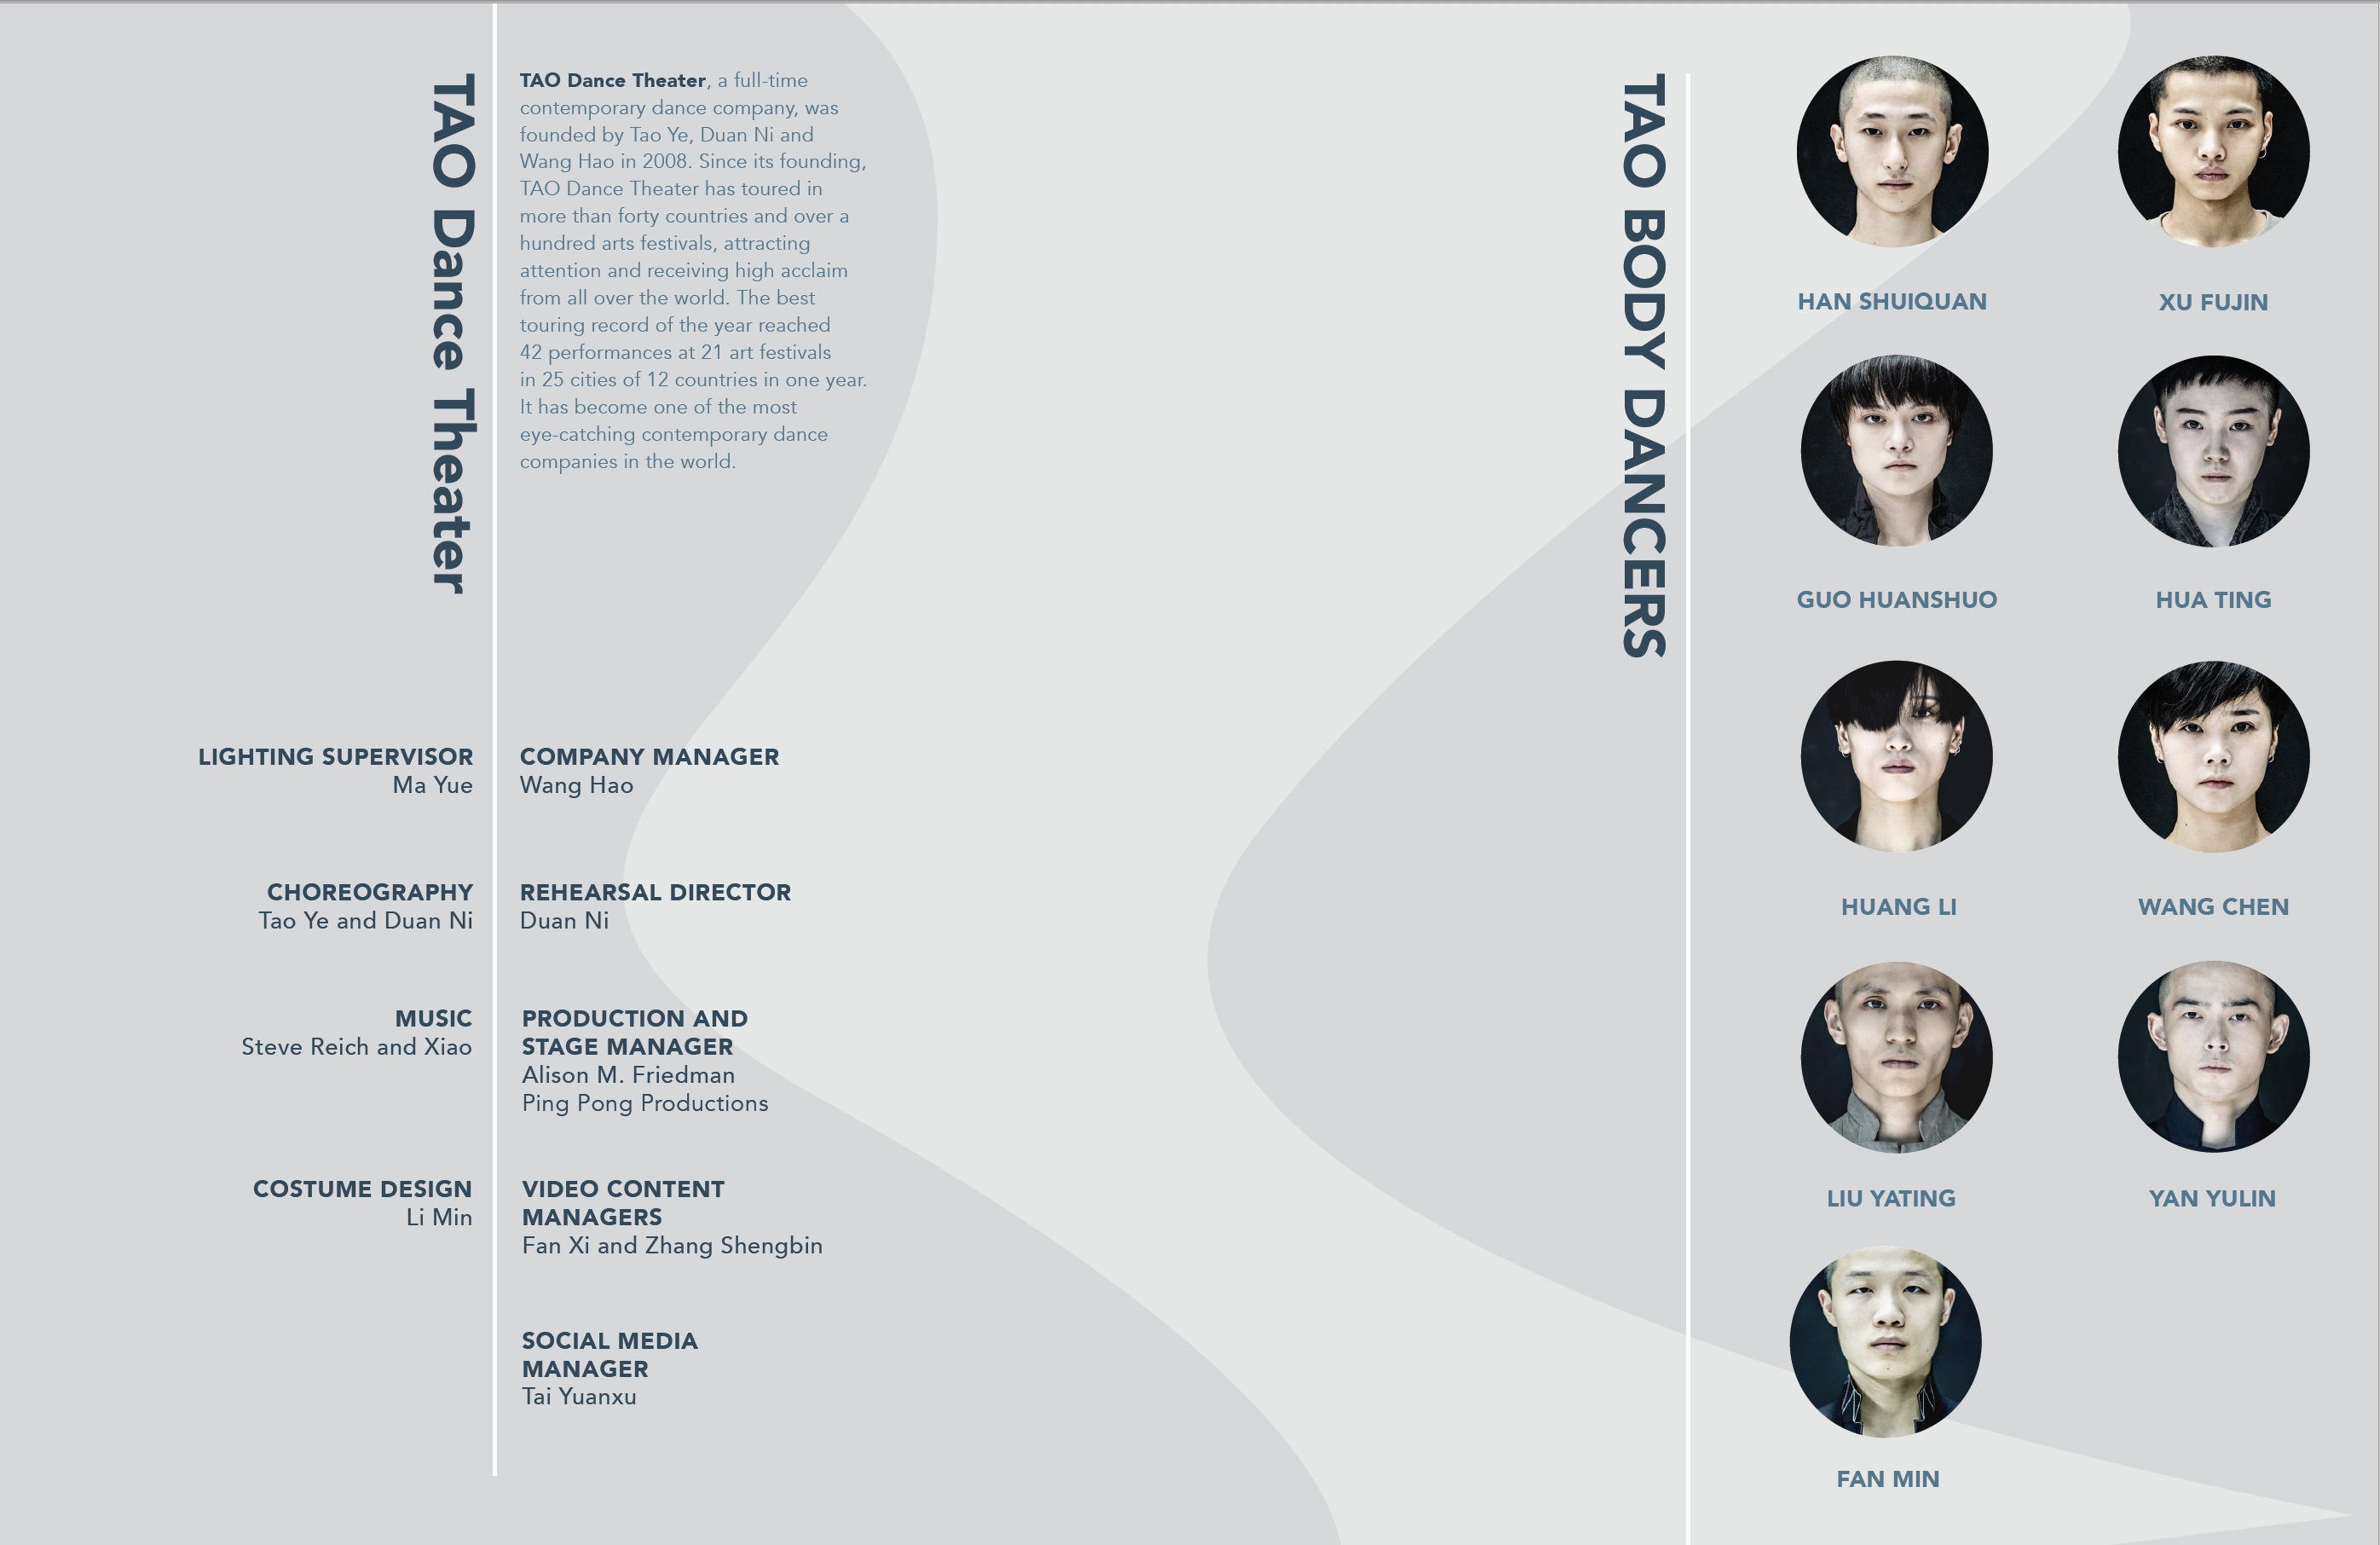 TAO Dance Theater
TAO Dance Theater, a full-time
contemporary dance company, was
founded by Tao Ye, Duan Ni and
Wang Hao in 2008. Since its founding,
TAO Dance Theater has toured in
more than forty countries and over a
hundred arts festivals, attracting
attention and receiving high acclaim
from all over the world. The best
touring record of the year reached
42 performances at 21 art festivals
in 25 cities of 12 countries in one year.
It has become one of the most
eye-catching contemporary dance
companies in the world.
LIGHTING SUPERVISOR
Ma Yue
CHOREOGRAPHY
Tao Ye and Duan Ni
MUSIC
Steve Reich and Xiao
COSTUME DESIGN
Li Min
COMPANY MANAGER
Wang Hao
REHEARSAL DIRECTOR
Duan Ni
PRODUCTION AND
STAGE MANAGER
Alison M. Friedman
Ping Pong Productions
VIDEO CONTENT
MANAGERS
Fan Xi and Zhang Shengbin
SOCIAL MEDIA
MANAGER
Tai Yuanxu
TAO BODY DANCERS
HAN SHUIQUAN
XU FUJIN
GUO HUANSHUO
HUA TING
HUANG LI
WANG CHEN
LIU YATING
YAN YULIN
FAN MIN